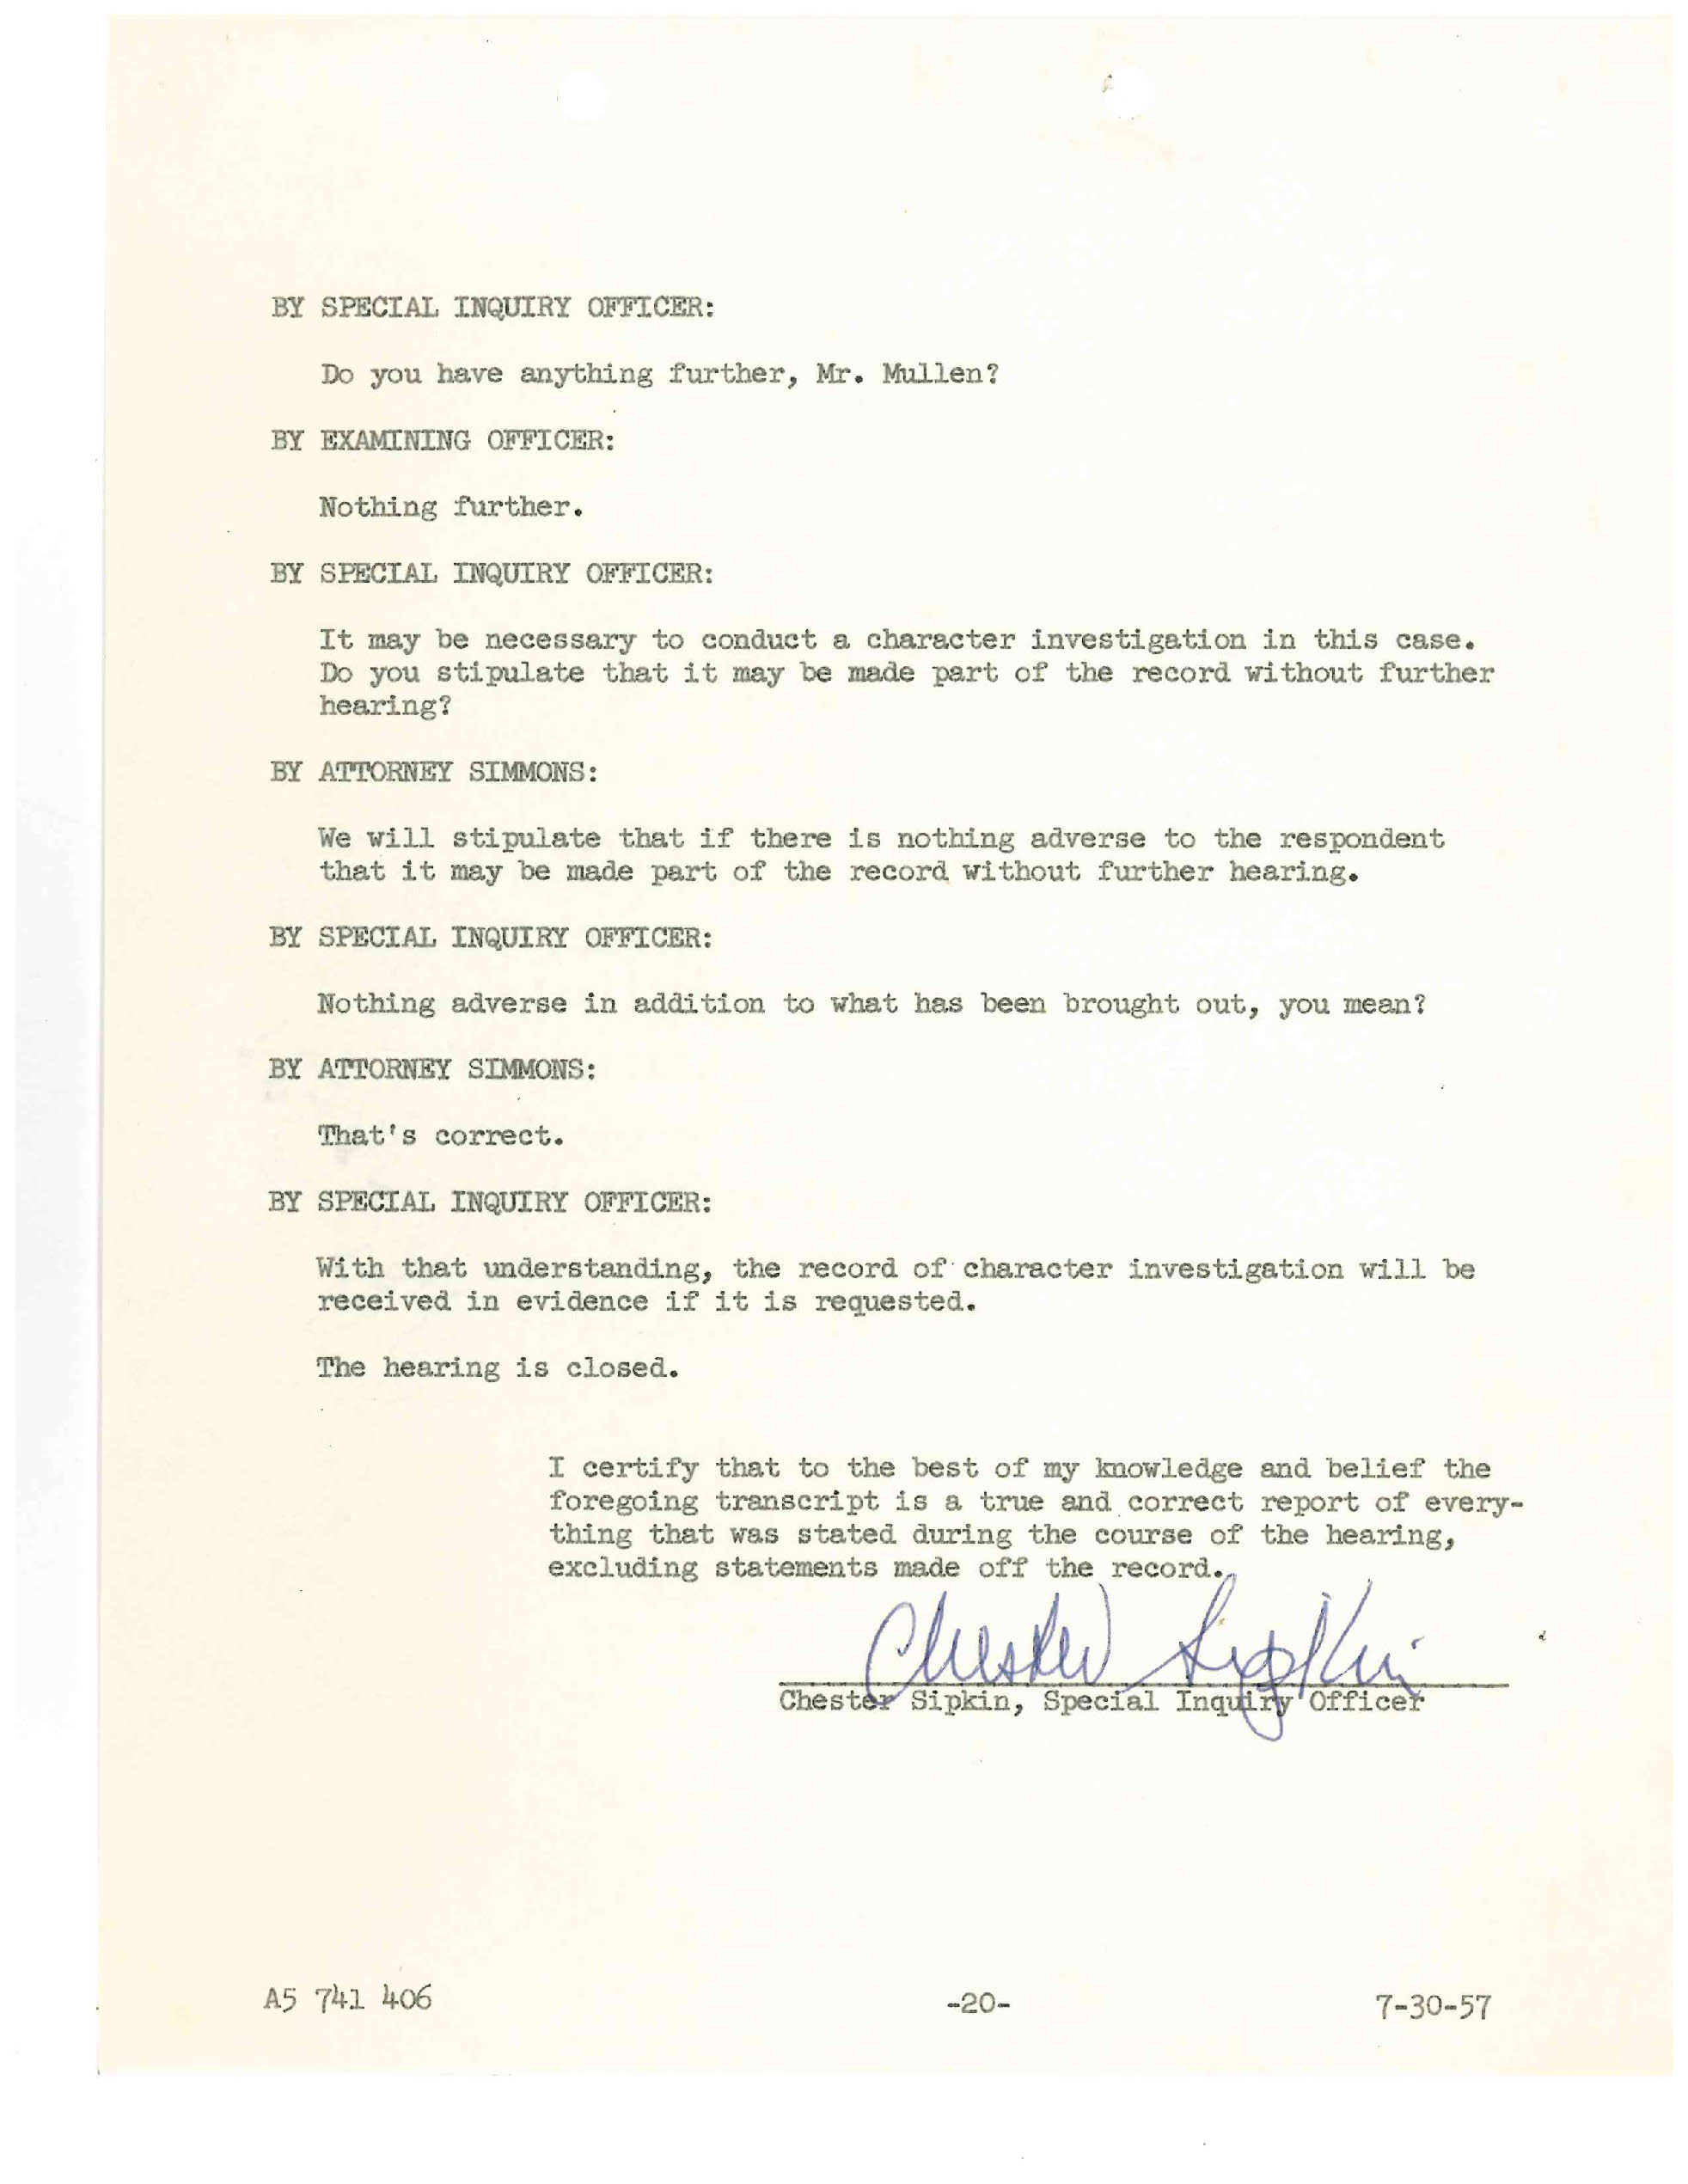 BY SPECIAL INQUIRY OFFICER:
Do you have anything further, Mr. Mullen?
BY EXAMINING OFFICER:
Nothing further.
BY SPECIAL INQUIRY OFFICER:
It may be necessary to conduct a character investigation in this case.
Do you stipulate that it may be made part of the record without further
hearing?
BY ATTORNEY SIMMONS:
We will stipulate that if there is nothing adverse to the respondent
that it may be made part of the record without further hearing.
BY SPECIAL INQUIRY OFFICER:
Nothing adverse in addition to what has been brought out, you mean?
BY ATTORNEY SIMMONS:
That's correct.
BY SPECIAL INQUIRY OFFICER:
With that understanding, the record of character investigation will be
received in evidence if it is requested.
The hearing is closed.
I certify that to the best of my knowledge and belief the
foregoing transcript is a true and correct report of every-
thing that was stated during the course of the hearing,
excluding statements made off the record.
Chester Sipkin
Chester Sipkin, Special Inquiry Officer
A5 741 406 -20- 7-30-57